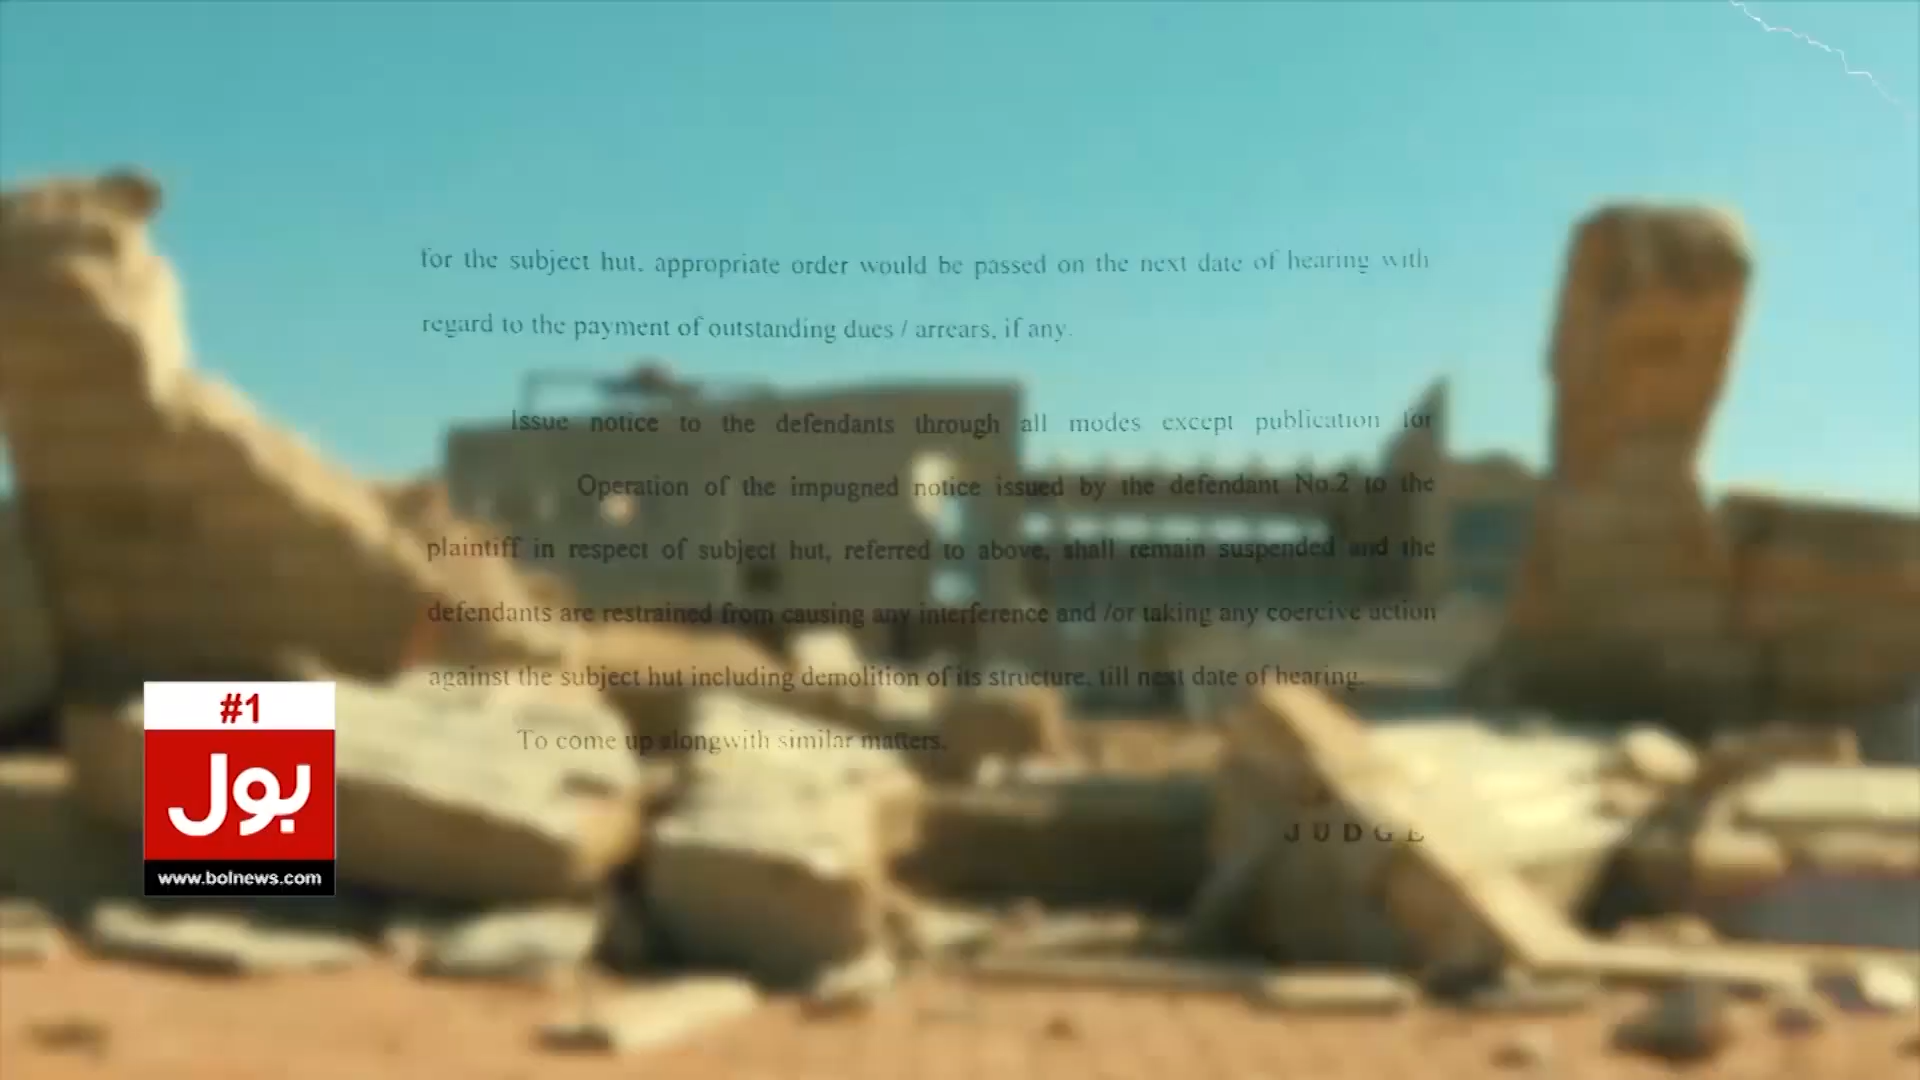 for the subject hut, appropriate order would be passed on the next date of hearing with
regard to the payment of outstanding dues / arrears, if any.
Issue notice to the defendants through all modes except publication for
Operation of the impugned notice issued by the defendant No.2 to the
plaintiff in respect of subject hut, referred to above, shall remain suspended and the
defendants are restrained from causing any interference and /or taking any coercive action
against the subject hut including demolition of its structure, till next date of hearing.
To come up alongwith similar matters.
JUDGE
#1
بول
www.bolnews.com